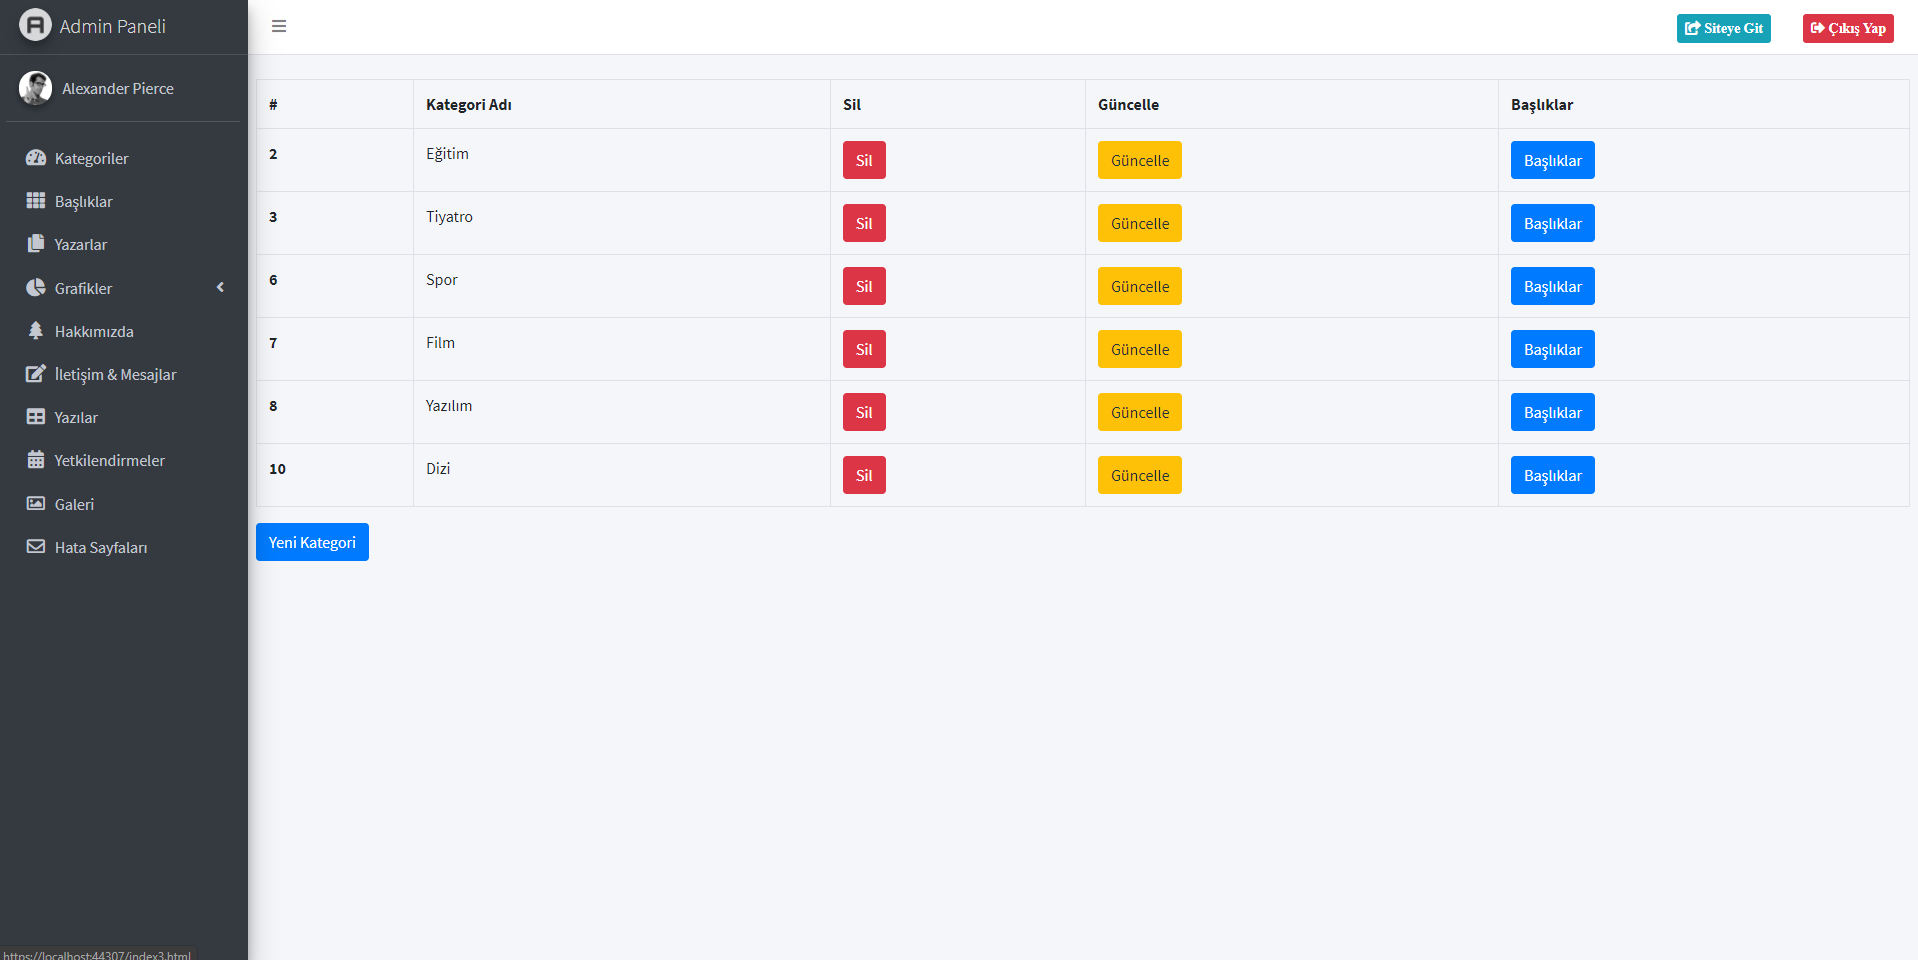 Admin Paneli
Siteye Git
Çıkış Yap
Alexander Pierce
Kategoriler
Başlıklar
Yazarlar
Grafikler
Hakkımızda
İletişim & Mesajlar
Yazılar
Yetkilendirmeler
Galeri
Hata Sayfaları
# Kategori Adı Sil Güncelle Başlıklar
2 Eğitim Sil Güncelle Başlıklar
3 Tiyatro Sil Güncelle Başlıklar
6 Spor Sil Güncelle Başlıklar
7 Film Sil Güncelle Başlıklar
8 Yazılım Sil Güncelle Başlıklar
10 Dizi Sil Güncelle Başlıklar
Yeni Kategori
https://localhost:44307/index3.html